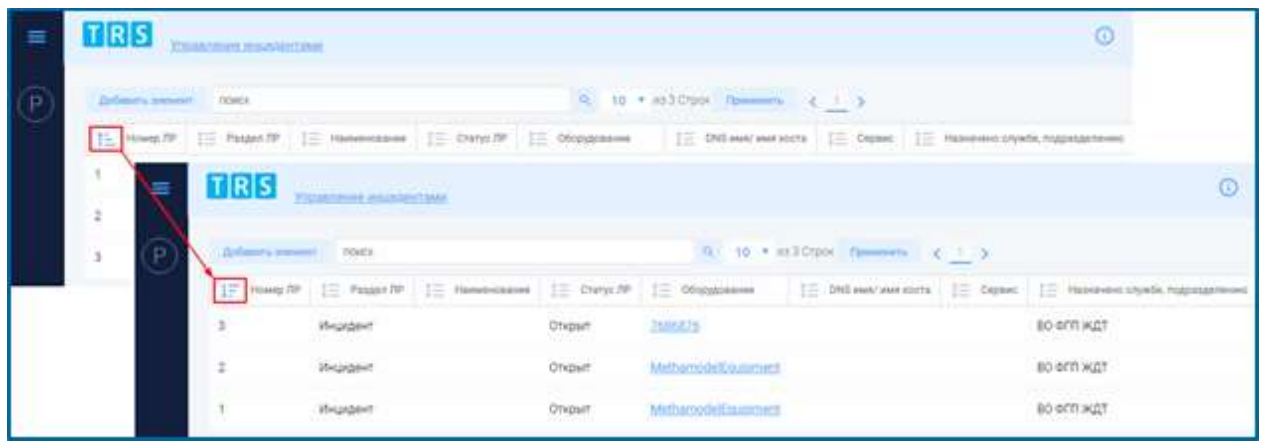 TRS Управление инцидентами
P
Добавить элемент поиск 10 из 3 Строк Применить 1
Номер ЛР Раздел ЛР Наименование Статус ЛР Оборудование DNS имя/ имя хоста Сервис Назначено службе, подразделению
1
2
3
TRS Управление инцидентами
P
Добавить элемент поиск 10 из 3 Строк Применить 1
Номер ЛР Раздел ЛР Наименование Статус ЛР Оборудование DNS имя/ имя хоста Сервис Назначено службе, подразделению
3 Инцидент Открыт 7686876 ВО ФГП ЖДТ
2 Инцидент Открыт MethamodelEquipment ВО ФГП ЖДТ
1 Инцидент Открыт MethamodelEquipment ВО ФГП ЖДТ